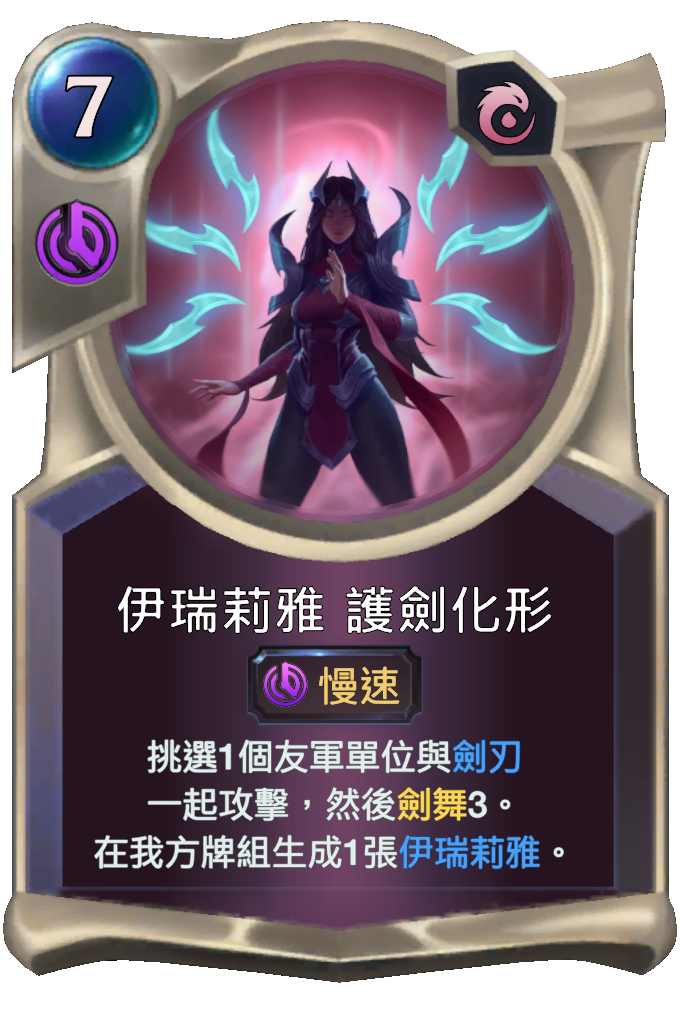 7
伊瑞莉雅 護劍化形
慢速
挑選1個友軍單位與劍刃
一起攻擊，然後劍舞3。
在我方牌組生成1張伊瑞莉雅。